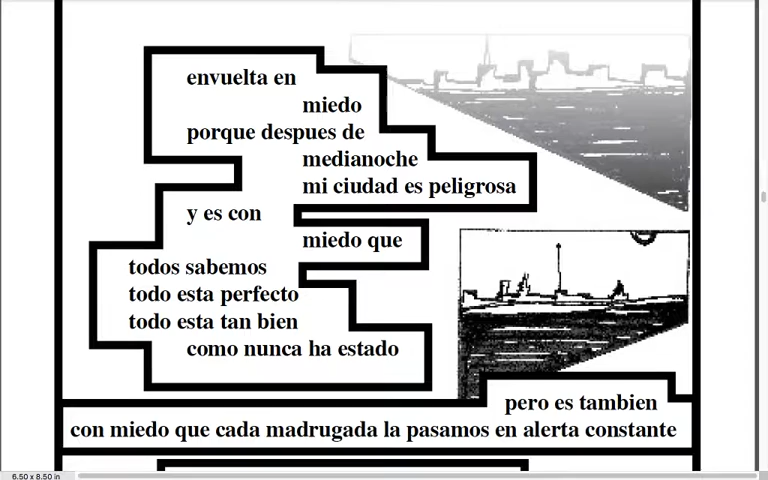 envuelta en
miedo
porque despues de
medianoche
mi ciudad es peligrosa
y es con
miedo que
todos sabemos
todo esta perfecto
todo esta tan bien
como nunca ha estado
pero es tambien
con miedo que cada madrugada la pasamos en alerta constante
6.50 x 8.50 in